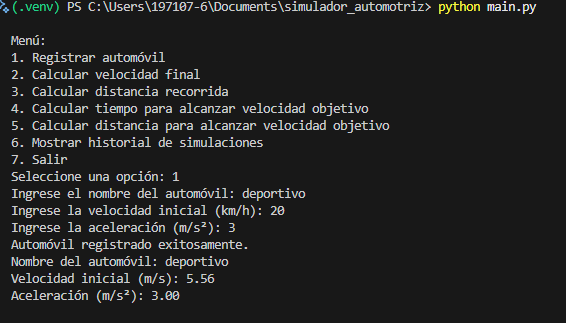 (.venv) PS C:\Users\197107-6\Documents\simulador_automotriz> python main.py
Menú:
1. Registrar automóvil
2. Calcular velocidad final
3. Calcular distancia recorrida
4. Calcular tiempo para alcanzar velocidad objetivo
5. Calcular distancia para alcanzar velocidad objetivo
6. Mostrar historial de simulaciones
7. Salir
Seleccione una opción: 1
Ingrese el nombre del automóvil: deportivo
Ingrese la velocidad inicial (km/h): 20
Ingrese la aceleración (m/s²): 3
Automóvil registrado exitosamente.
Nombre del automóvil: deportivo
Velocidad inicial (m/s): 5.56
Aceleración (m/s²): 3.00